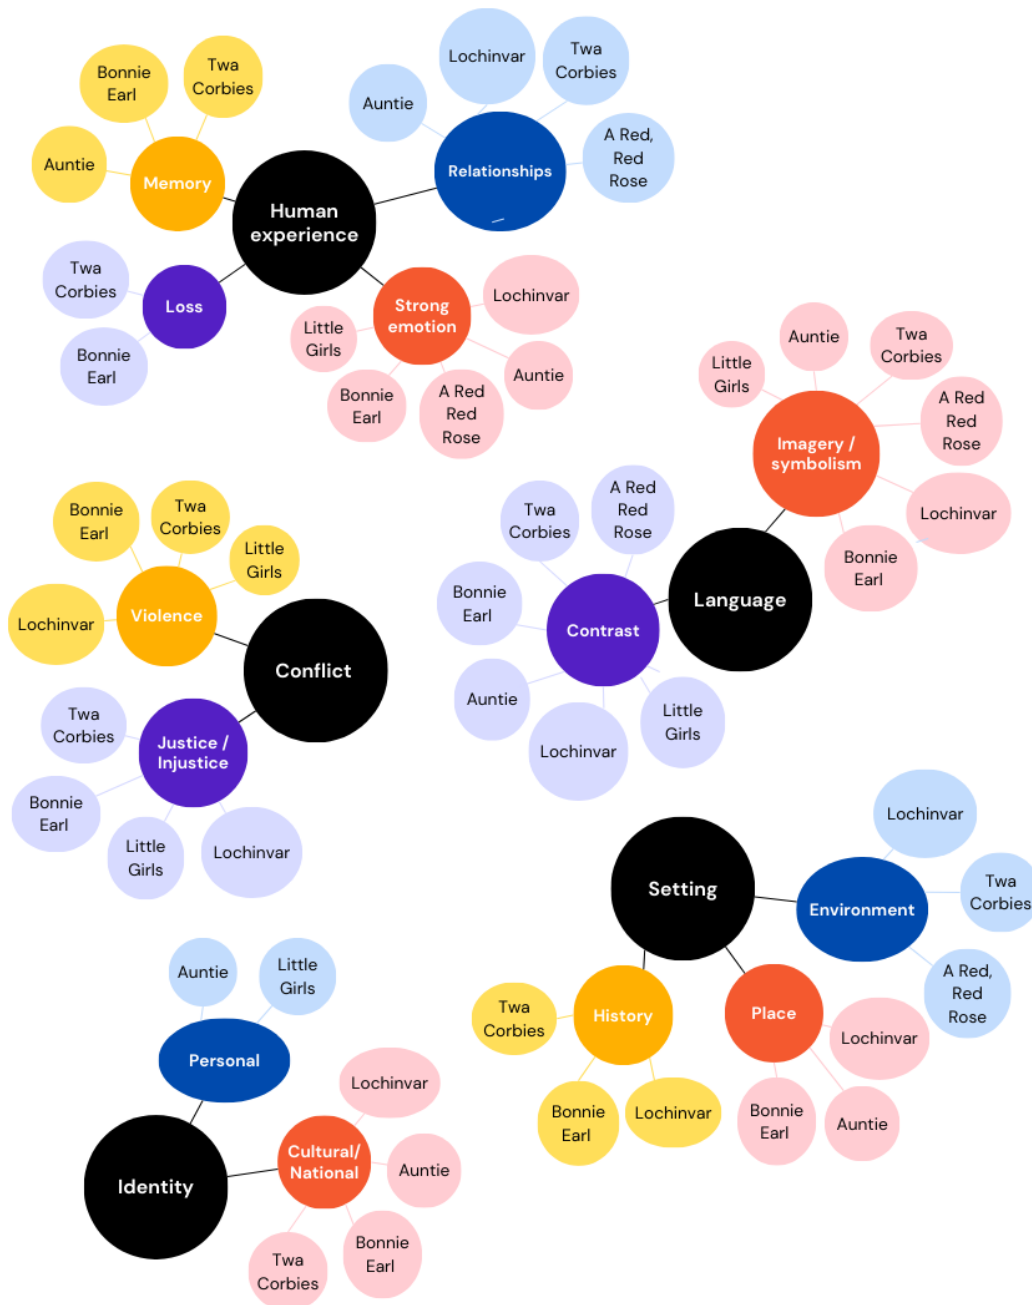 Human
experience
Memory
Auntie
Bonnie
Earl
Twa
Corbies
Relationships
Auntie
Lochinvar
Twa
Corbies
A Red,
Red
Rose
Loss
Twa
Corbies
Bonnie
Earl
Strong
emotion
Little
Girls
Bonnie
Earl
A Red
Red
Rose
Auntie
Lochinvar
Language
Imagery /
symbolism
Little
Girls
Auntie
Twa
Corbies
A Red
Red
Rose
Lochinvar
Bonnie
Earl
Contrast
A Red
Red
Rose
Twa
Corbies
Bonnie
Earl
Auntie
Lochinvar
Little
Girls
Conflict
Violence
Bonnie
Earl
Twa
Corbies
Little
Girls
Lochinvar
Justice /
Injustice
Twa
Corbies
Bonnie
Earl
Little
Girls
Lochinvar
Setting
Environment
Lochinvar
Twa
Corbies
A Red,
Red
Rose
History
Twa
Corbies
Bonnie
Earl
Lochinvar
Place
Lochinvar
Auntie
Bonnie
Earl
Identity
Personal
Auntie
Little
Girls
Cultural/
National
Lochinvar
Auntie
Bonnie
Earl
Twa
Corbies